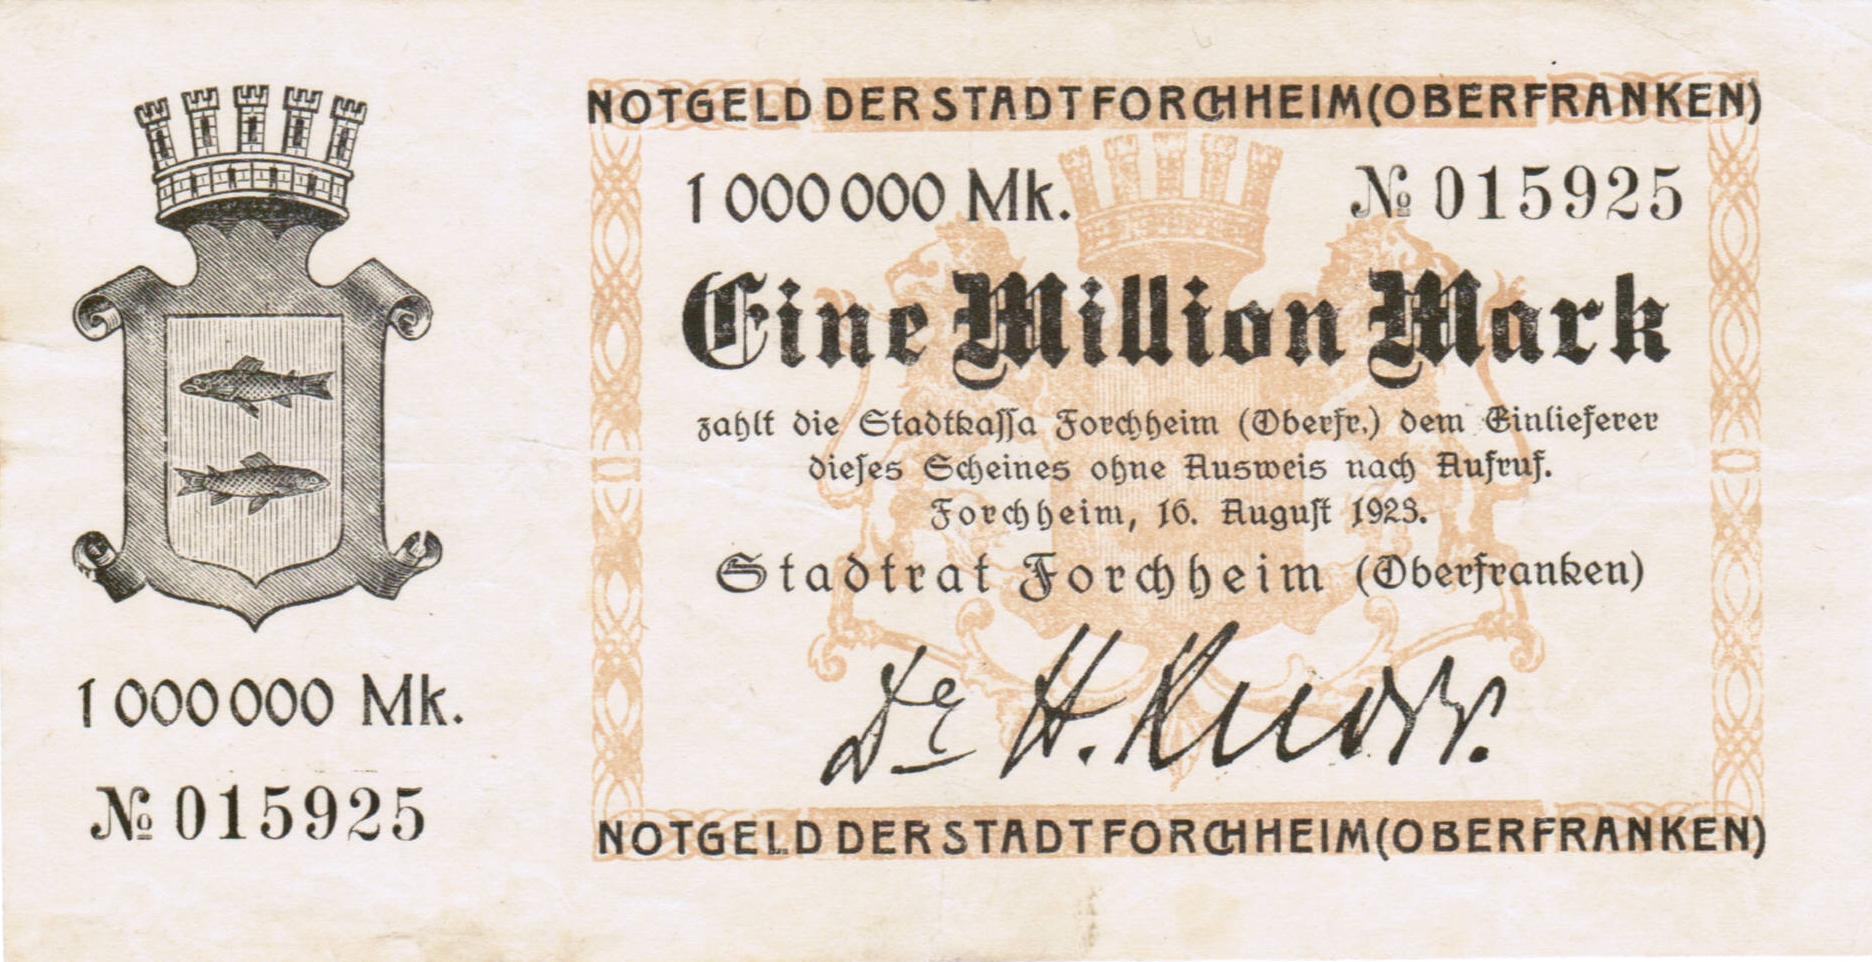 NOTGELD DER STADT FORCHHEIM (OBERFRANKEN)
1 000 000 Mk. № 015925
Eine Million Mark
zahlt die Stadtkassa Forchheim (Oberfr.) dem Einlieferer
dieses Scheines ohne Ausweis nach Aufruf.
Forchheim, 16. August 1923.
Stadtrat Forchheim (Oberfranken)
Dr H. Knorr.
NOTGELD DER STADT FORCHHEIM (OBERFRANKEN)
1 000 000 Mk.
№ 015925